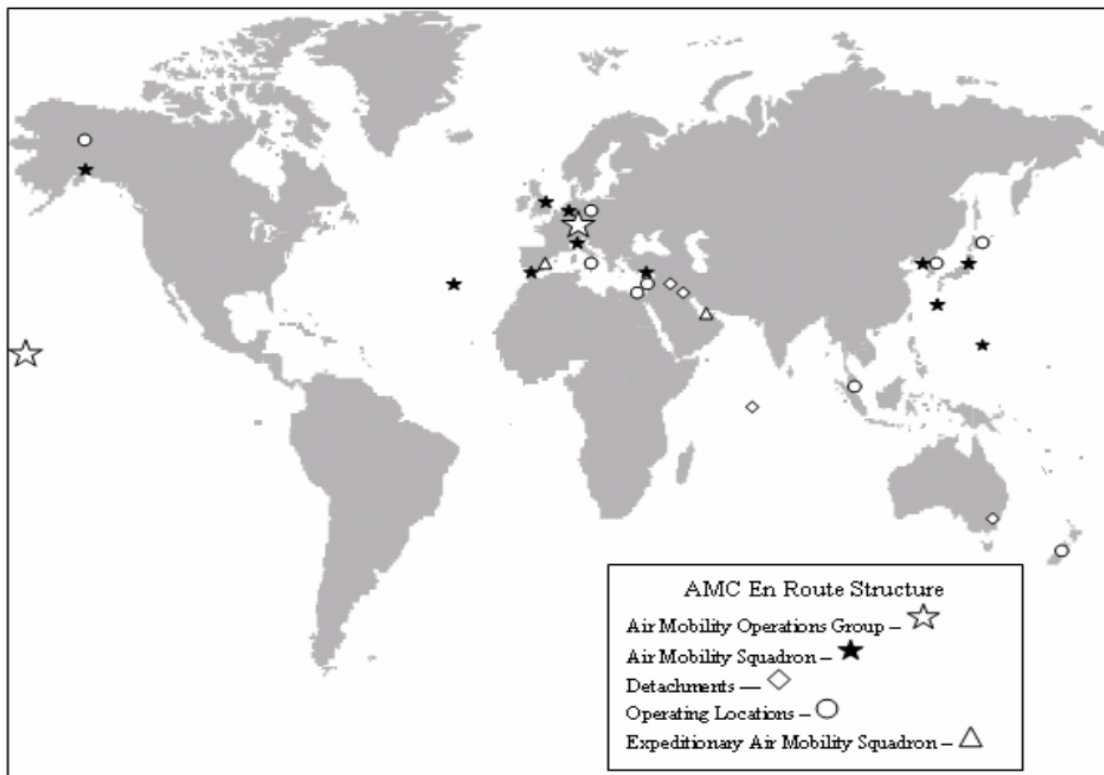 AMC En Route Structure
Air Mobility Operations Group –
Air Mobility Squadron –
Detachments —
Operating Locations –
Expeditionary Air Mobility Squadron –